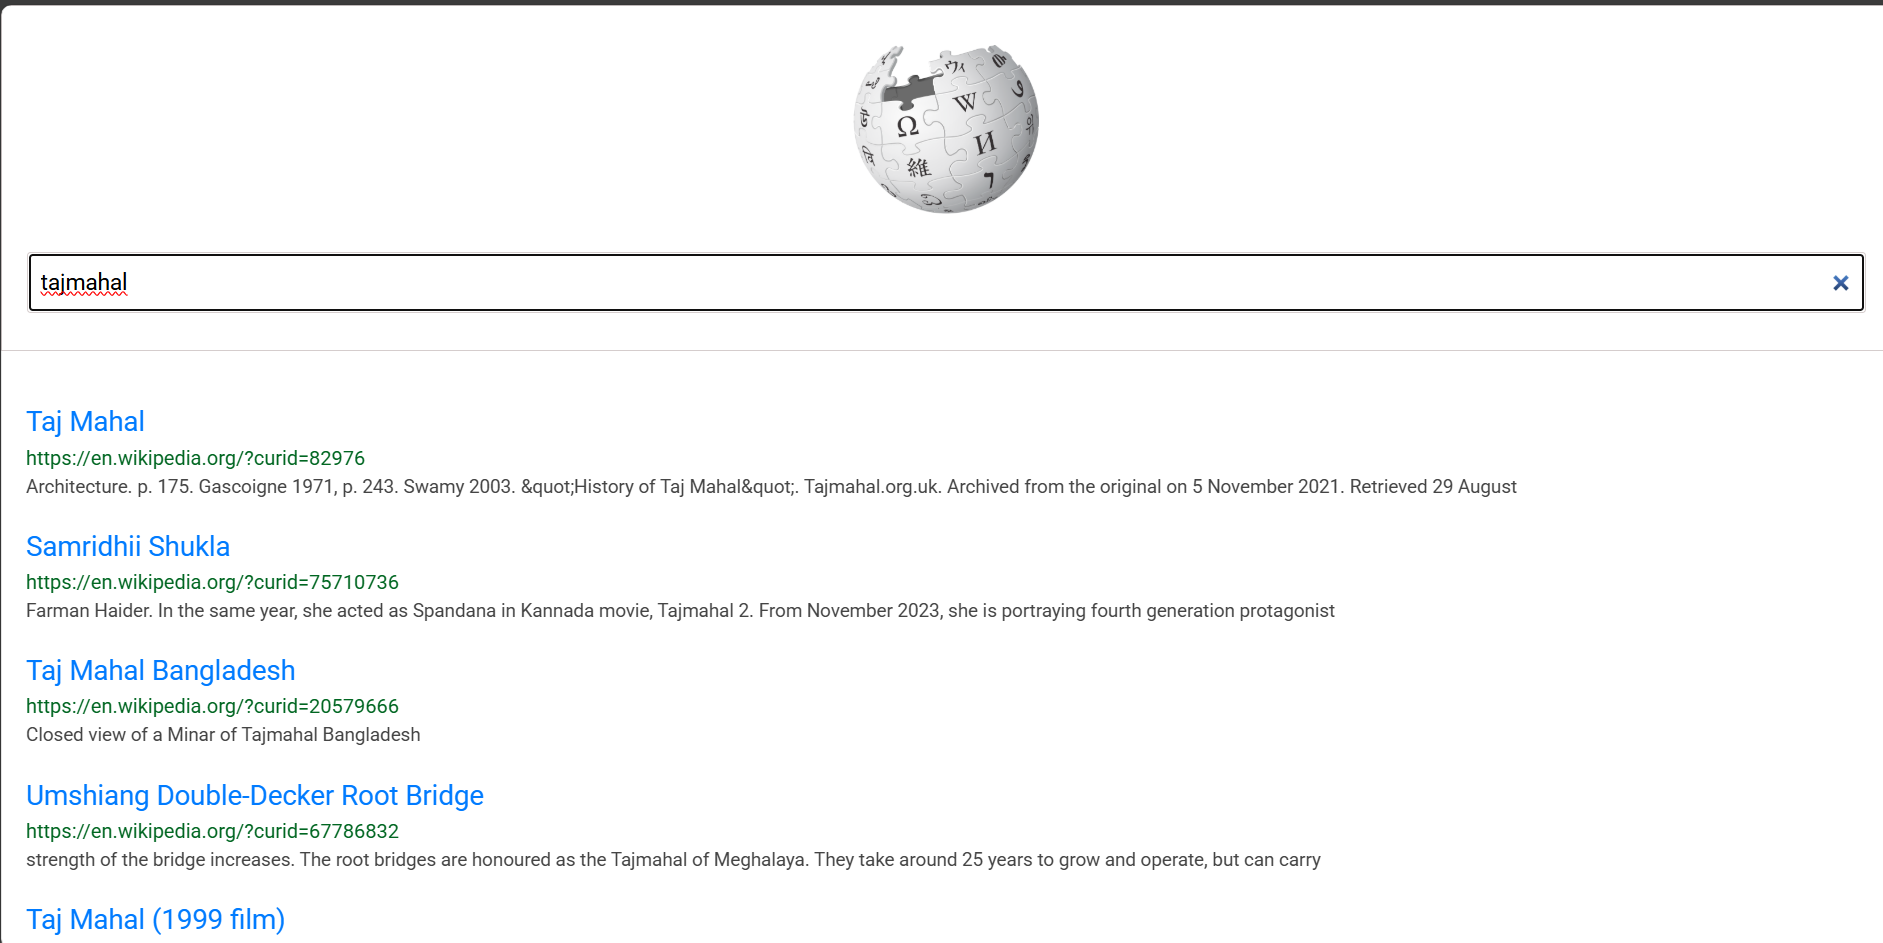 ウィ
W
Ω
И
維
7
tajmahal
Taj Mahal
https://en.wikipedia.org/?curid=82976
Architecture. p. 175. Gascoigne 1971, p. 243. Swamy 2003. &quot;History of Taj Mahal&quot;. Tajmahal.org.uk. Archived from the original on 5 November 2021. Retrieved 29 August
Samridhii Shukla
https://en.wikipedia.org/?curid=75710736
Farman Haider. In the same year, she acted as Spandana in Kannada movie, Tajmahal 2. From November 2023, she is portraying fourth generation protagonist
Taj Mahal Bangladesh
https://en.wikipedia.org/?curid=20579666
Closed view of a Minar of Tajmahal Bangladesh
Umshiang Double-Decker Root Bridge
https://en.wikipedia.org/?curid=67786832
strength of the bridge increases. The root bridges are honoured as the Tajmahal of Meghalaya. They take around 25 years to grow and operate, but can carry
Taj Mahal (1999 film)